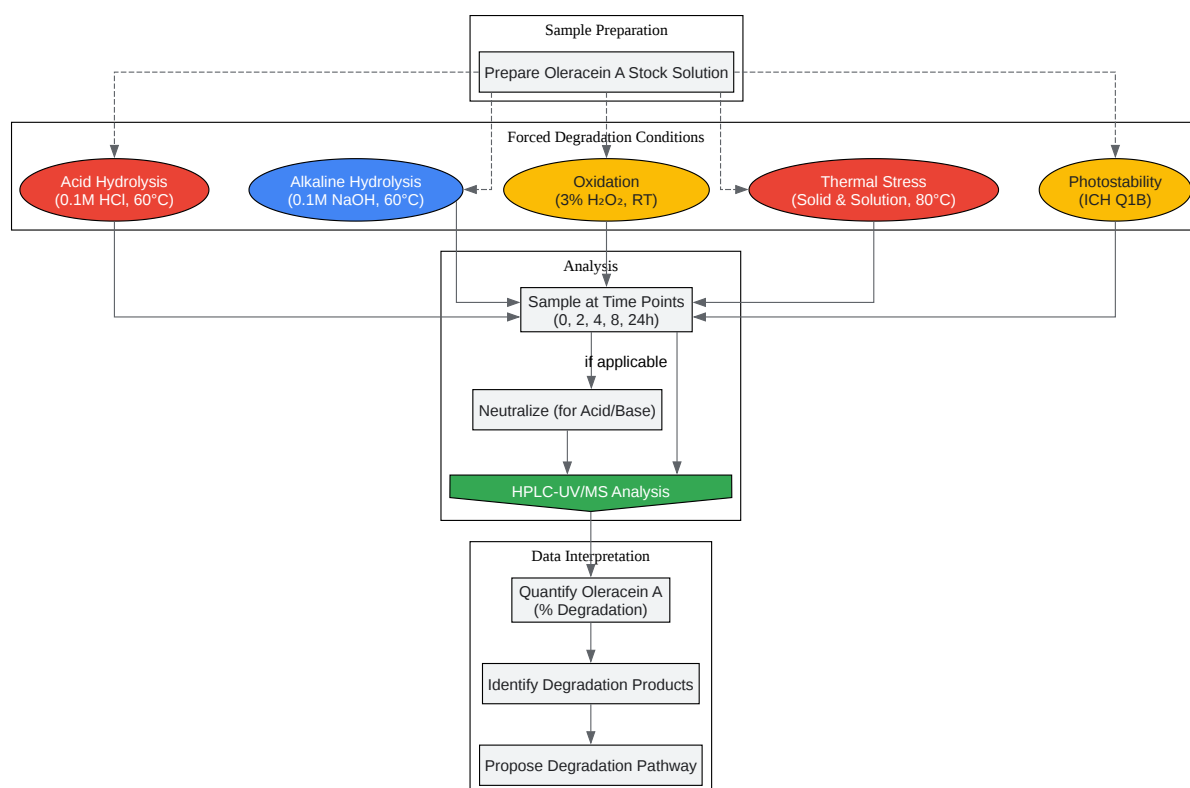 Sample Preparation
Prepare Oleracein A Stock Solution
Forced Degradation Conditions
Acid Hydrolysis
(0.1M HCl, 60°C)
Alkaline Hydrolysis
(0.1M NaOH, 60°C)
Oxidation
(3% H₂O₂, RT)
Thermal Stress
(Solid & Solution, 80°C)
Photostability
(ICH Q1B)
Analysis
Sample at Time Points
(0, 2, 4, 8, 24h)
if applicable
Neutralize (for Acid/Base)
HPLC-UV/MS Analysis
Data Interpretation
Quantify Oleracein A
(% Degradation)
Identify Degradation Products
Propose Degradation Pathway